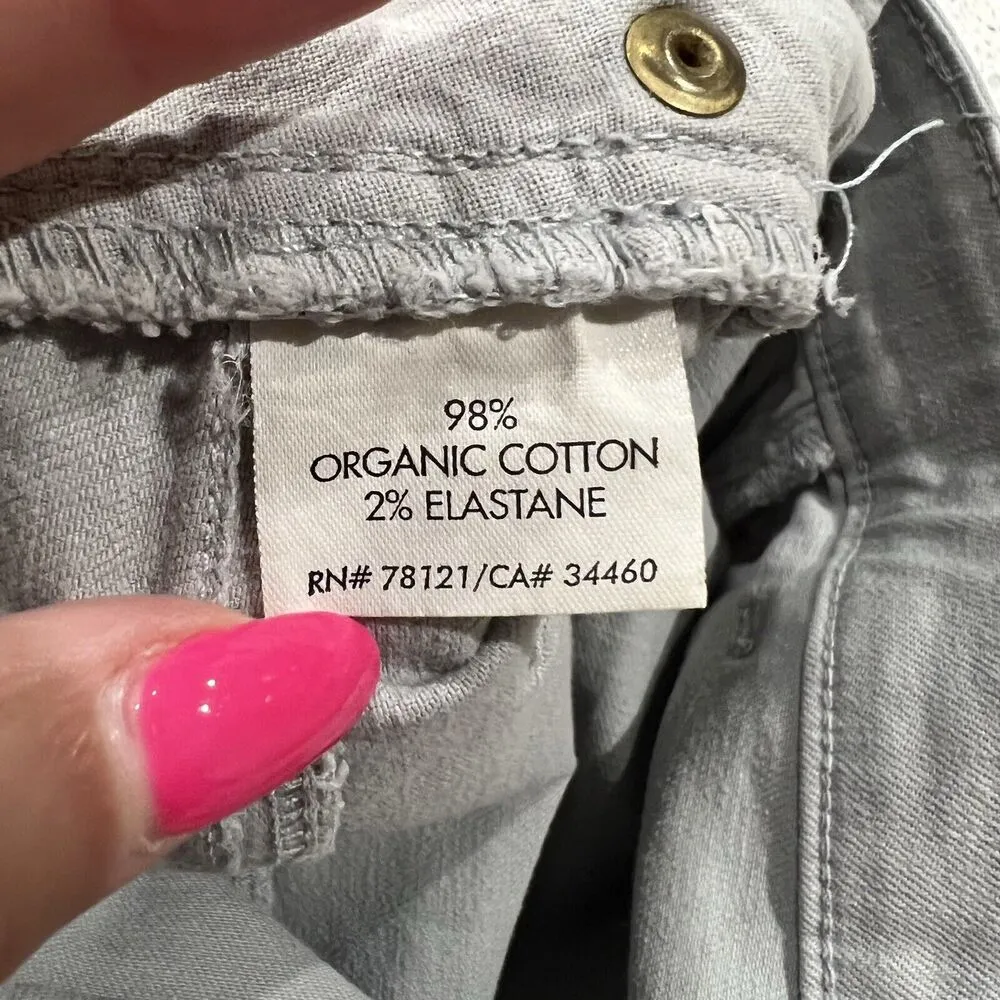 98%
ORGANIC COTTON
2% ELASTANE
RN# 78121/CA# 34460